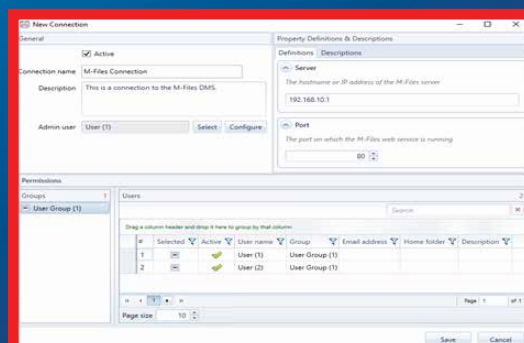 New Connection
General
Active
Connection name M-Files Connection
Description This is a connection to the M-Files DMS.
Admin user User (1) Select Configure
Property Definitions & Descriptions
Definitions Descriptions
Server
The hostname or IP address of the M-Files server
192.168.10.1
Port
The port on which the M-Files web service is running
80
Permissions
Groups 1
User Group (1)
Users 2
Search
Drag a column header and drop it here to group by that column
# Selected Active User name Group Email address Home folder Description
1 User (1) User Group (1)
2 User (2) User Group (1)
1
Page 1 of 1
Page size 10
Save Cancel